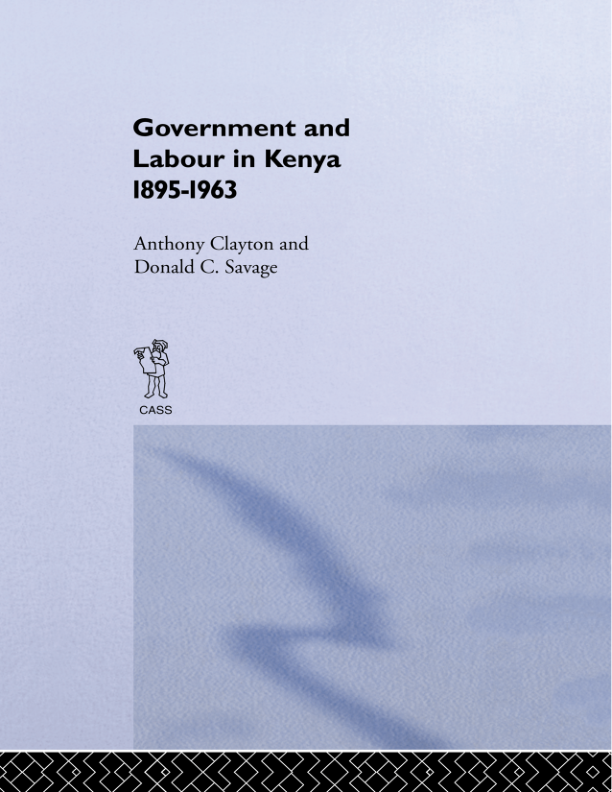 Government and
Labour in Kenya
1895-1963
Anthony Clayton and
Donald C. Savage
CASS